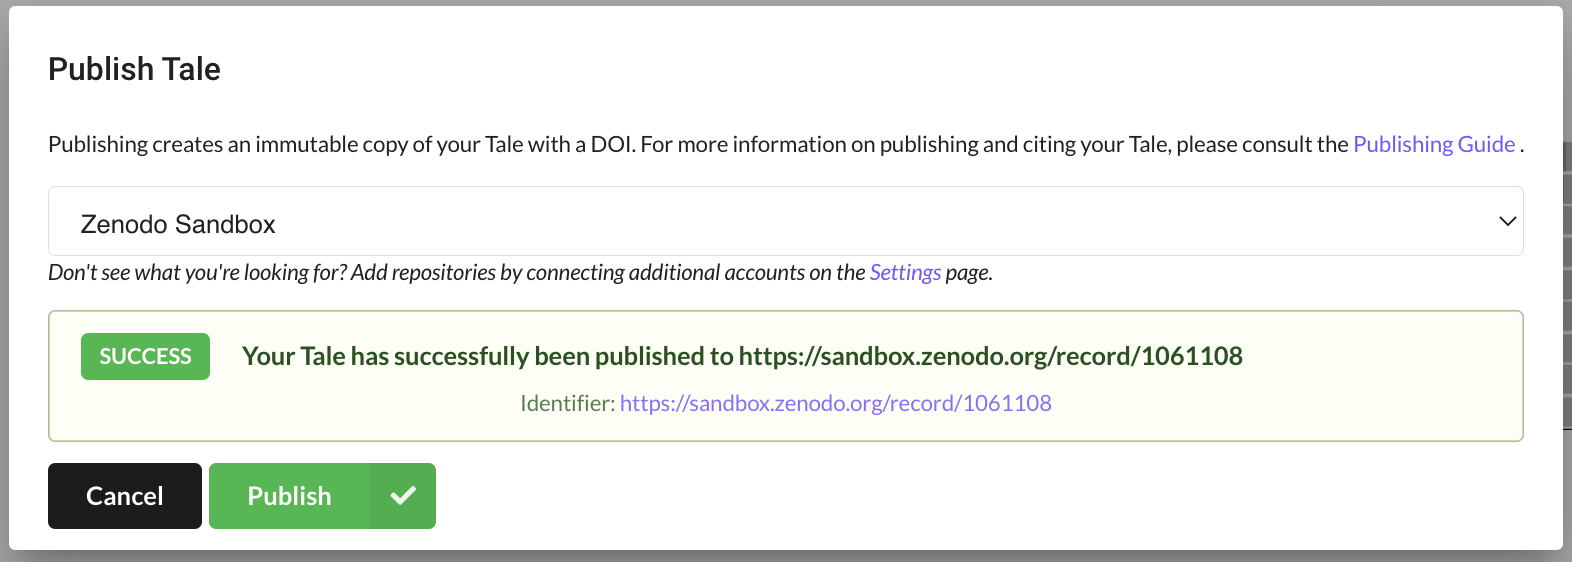 Publish Tale
Publishing creates an immutable copy of your Tale with a DOI. For more information on publishing and citing your Tale, please consult the Publishing Guide .
Zenodo Sandbox
Don't see what you're looking for? Add repositories by connecting additional accounts on the Settings page.
SUCCESS Your Tale has successfully been published to https://sandbox.zenodo.org/record/1061108
Identifier: https://sandbox.zenodo.org/record/1061108
Cancel Publish